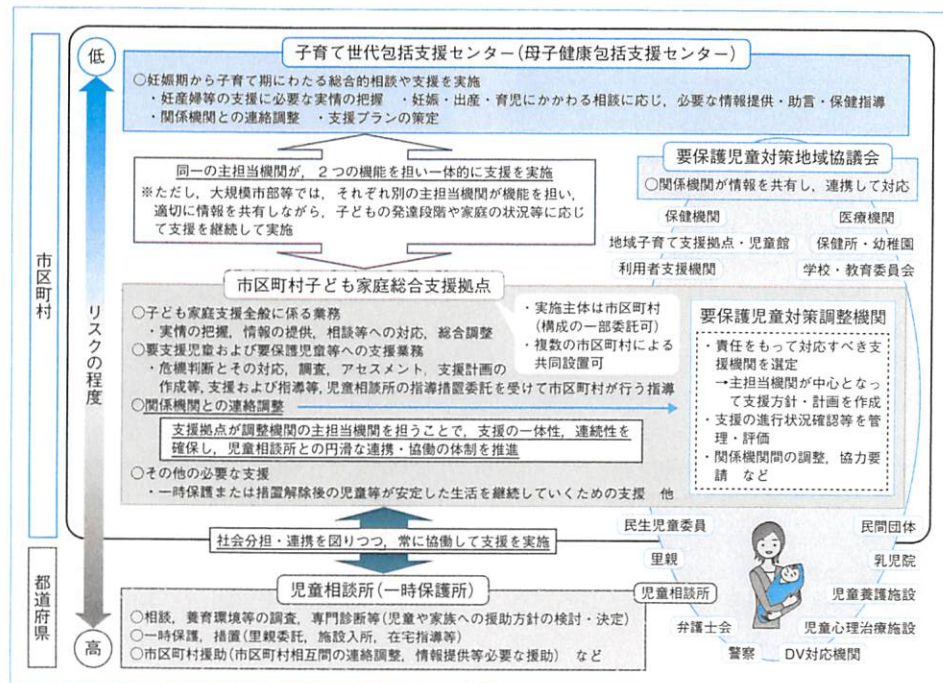 市区町村
都道府県
低
リスクの程度
高
子育て世代包括支援センター(母子健康包括支援センター)
○妊娠期から子育て期にわたる総合的相談や支援を実施
・妊産婦等の支援に必要な実情の把握 ・妊娠・出産・育児にかかわる相談に応じ,必要な情報提供・助言・保健指導
・関係機関との連絡調整 ・支援プランの策定
同一の主担当機関が,2つの機能を担い一体的に支援を実施
※ただし,大規模市部等では,それぞれ別の主担当機関が機能を担い,
適切に情報を共有しながら,子どもの発達段階や家庭の状況等に応じ
て支援を継続して実施
市区町村子ども家庭総合支援拠点
○子ども家庭支援全般に係る業務
・実情の把握,情報の提供,相談等への対応,総合調整
○要支援児童および要保護児童等への支援業務
・危機判断とその対応,調査,アセスメント,支援計画の
作成等,支援および指導等,児童相談所の指導措置委託を受けて市区町村が行う指導
○関係機関との連絡調整
支援拠点が調整機関の主担当機関を担うことで,支援の一体性,連続性を
確保し,児童相談所との円滑な連携・協働の体制を推進
○その他の必要な支援
・一時保護または措置解除後の児童等が安定した生活を継続していくための支援 他
・実施主体は市区町村
(構成の一部委託可)
・複数の市区町村による
共同設置可
社会分担・連携を図りつつ,常に協働して支援を実施
児童相談所(一時保護所)
○相談,養育環境等の調査,専門診断等(児童や家族への援助方針の検討・決定)
○一時保護,措置(里親委託,施設入所,在宅指導等)
○市区町村援助(市区町村相互間の連絡調整,情報提供等必要な援助) など
要保護児童対策地域協議会
○関係機関が情報を共有し,連携して対応
保健機関
医療機関
地域子育て支援拠点・児童館
保健所・幼稚園
利用者支援機関
学校・教育委員会
要保護児童対策調整機関
・責任をもって対応すべき支
援機関を選定
→主担当機関が中心となっ
て支援方針・計画を作成
・支援の進行状況確認等を管
理・評価
・関係機関間の調整,協力要
請 など
民生児童委員
民間団体
里親
乳児院
児童相談所
児童養護施設
弁護士会
児童心理治療施設
警察
DV対応機関